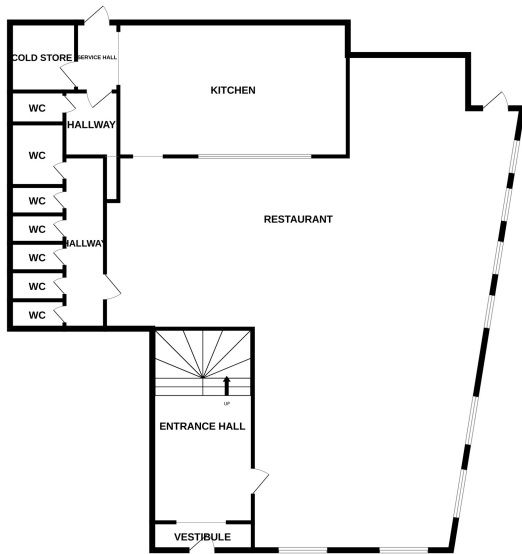 COLD STORE
SERVICE HALL
KITCHEN
WC
HALLWAY
WC
WC
RESTAURANT
WC
HALLWAY
WC
WC
WC
UP
ENTRANCE HALL
VESTIBULE